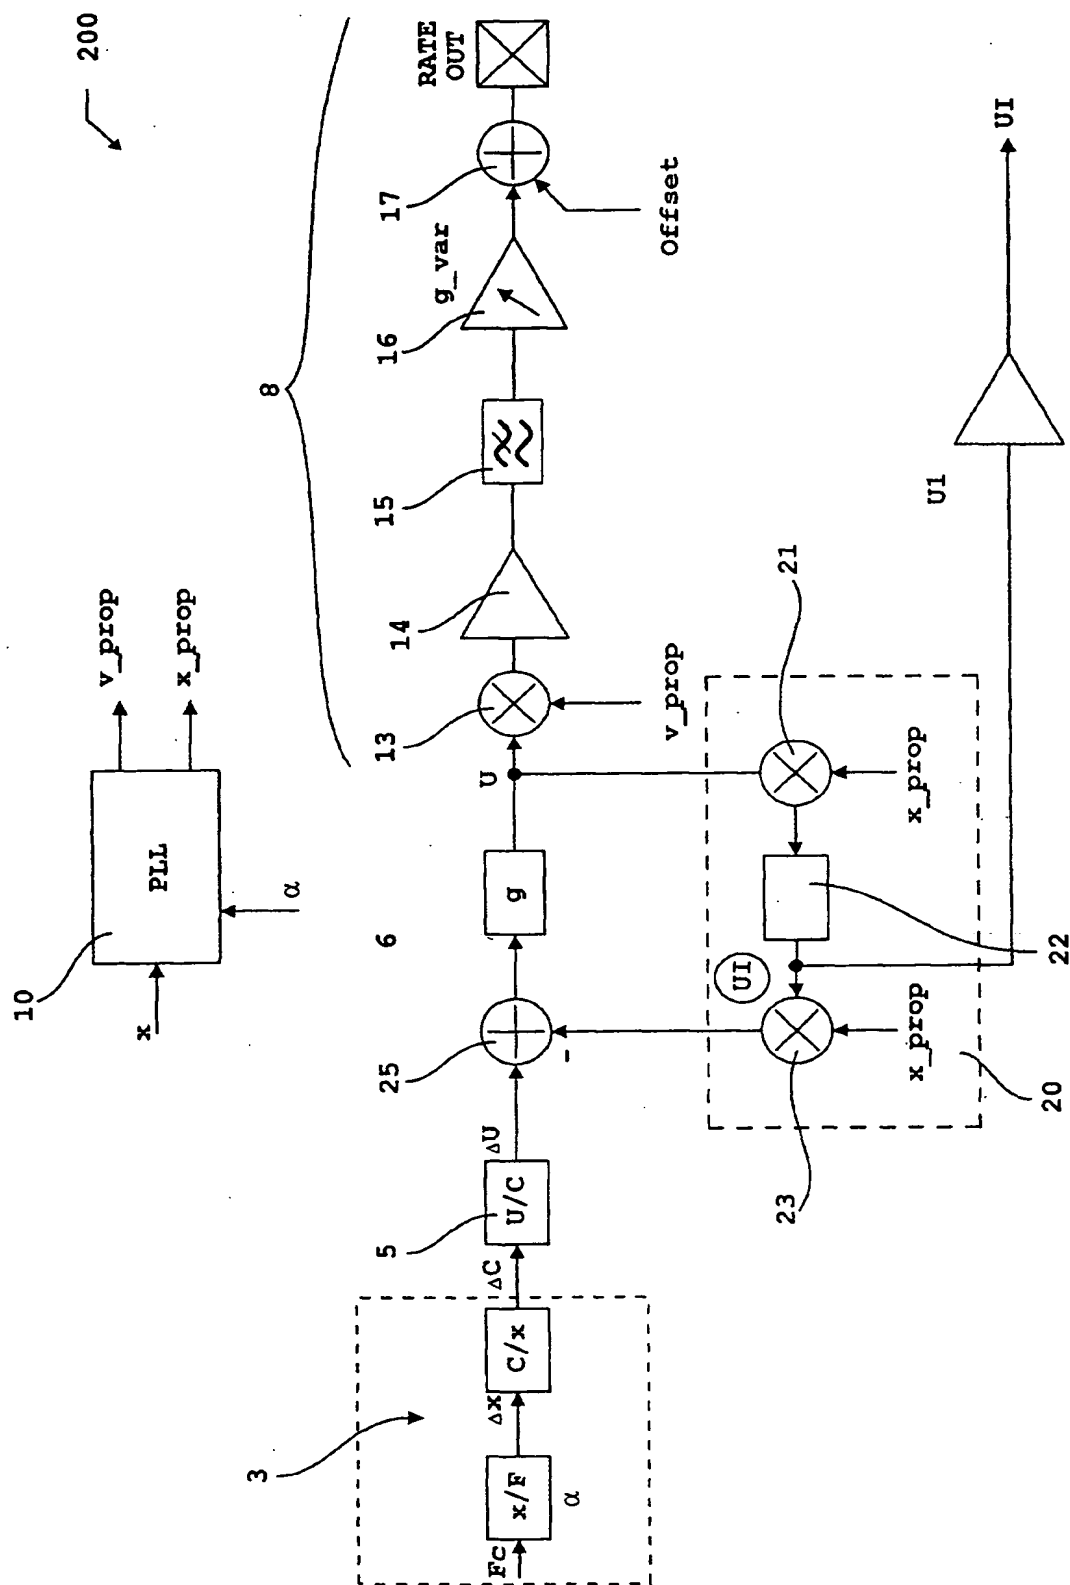 200
8
RATE
OUT
17
g_var
16
15
14
13
U
Offset
v_prop
v_prop
x_prop
PLL
10
x
α
6
g
25
-
ΔU
U/C
5
ΔC
C/x
Δx
x/F
α
Fc
3
21
x_prop
22
UI
x_prop
23
20
U1
UI